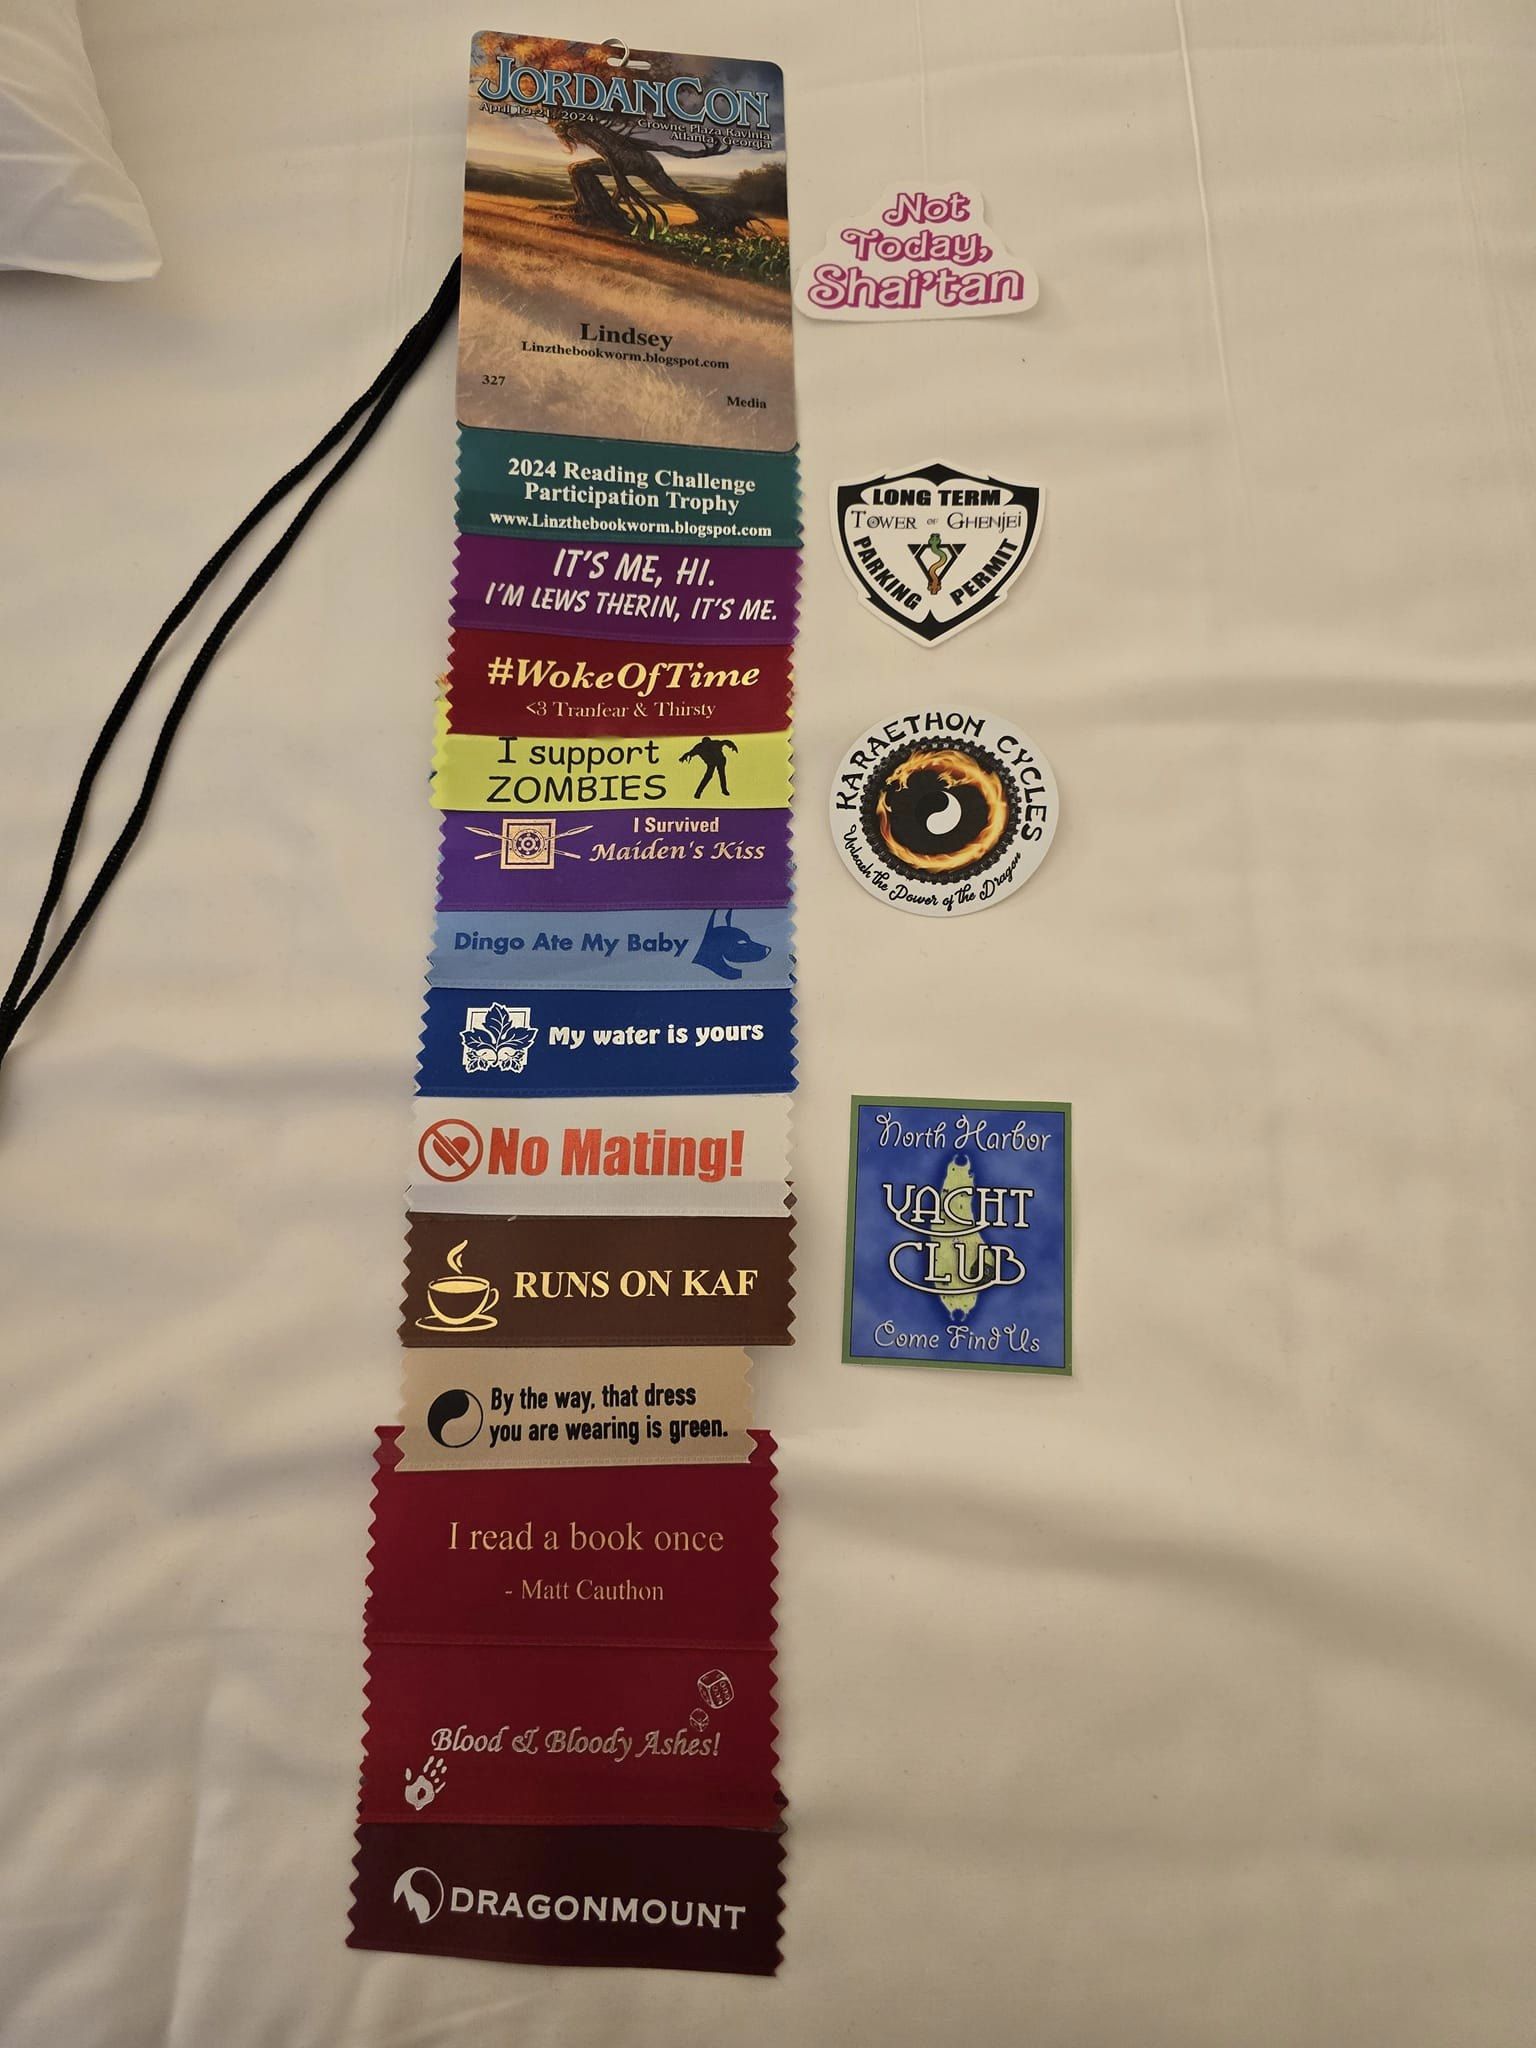 JORDANCON
April 19-21, 2024
Crowne Plaza Ravinia
Atlanta, Georgia
Lindsey
Linzthebookworm.blogspot.com
327
Media
2024 Reading Challenge
Participation Trophy
www.Linzthebookworm.blogspot.com
IT'S ME, HI.
I'M LEWS THERIN, IT'S ME.
#WokeOfTime
<3 Tranfear & Thirsty
I support
ZOMBIES
I Survived
Maiden's Kiss
Dingo Ate My Baby
My water is yours
No Mating!
RUNS ON KAF
By the way, that dress
you are wearing is green.
I read a book once
- Matt Cauthon
Blood & Bloody Ashes!
DRAGONMOUNT
Not
Today,
Shai'tan
LONG TERM
TOWER OF GHENJEI
PARKING PERMIT
KARAETHON CYCLES
Unleash the Power of the Dragon
North Harbor
YACHT
CLUB
Come Find Us